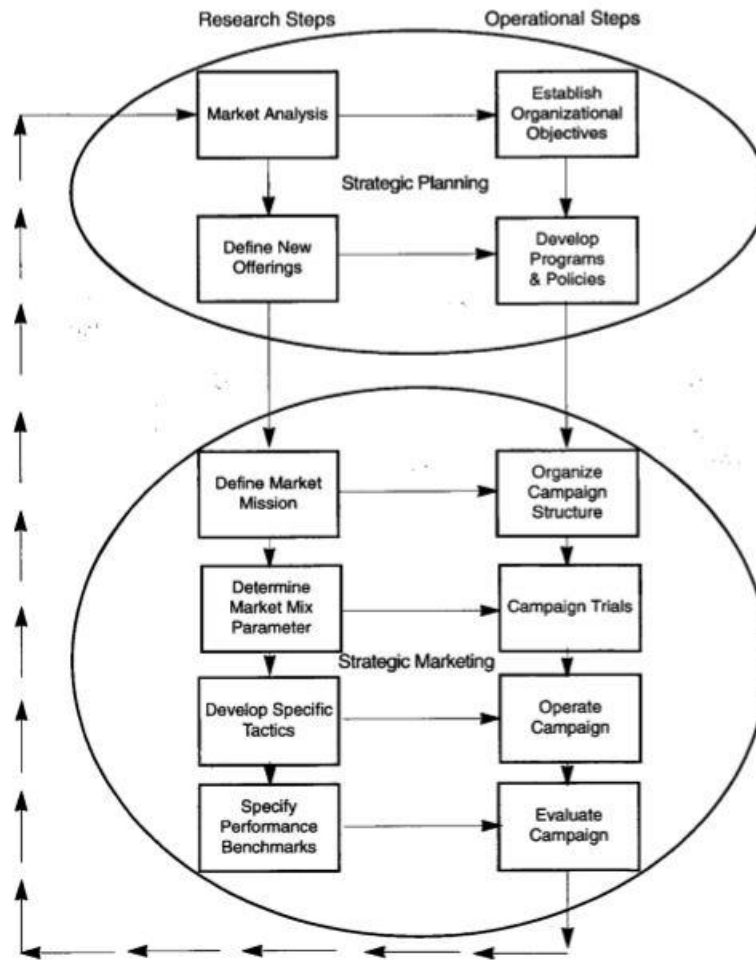 Research Steps
Operational Steps
Market Analysis
Establish
Organizational
Objectives
Strategic Planning
Define New
Offerings
Develop
Programs
& Policies
Define Market
Mission
Organize
Campaign
Structure
Determine
Market Mix
Parameter
Campaign Trials
Strategic Marketing
Develop Specific
Tactics
Operate
Campaign
Specify
Performance
Benchmarks
Evaluate
Campaign